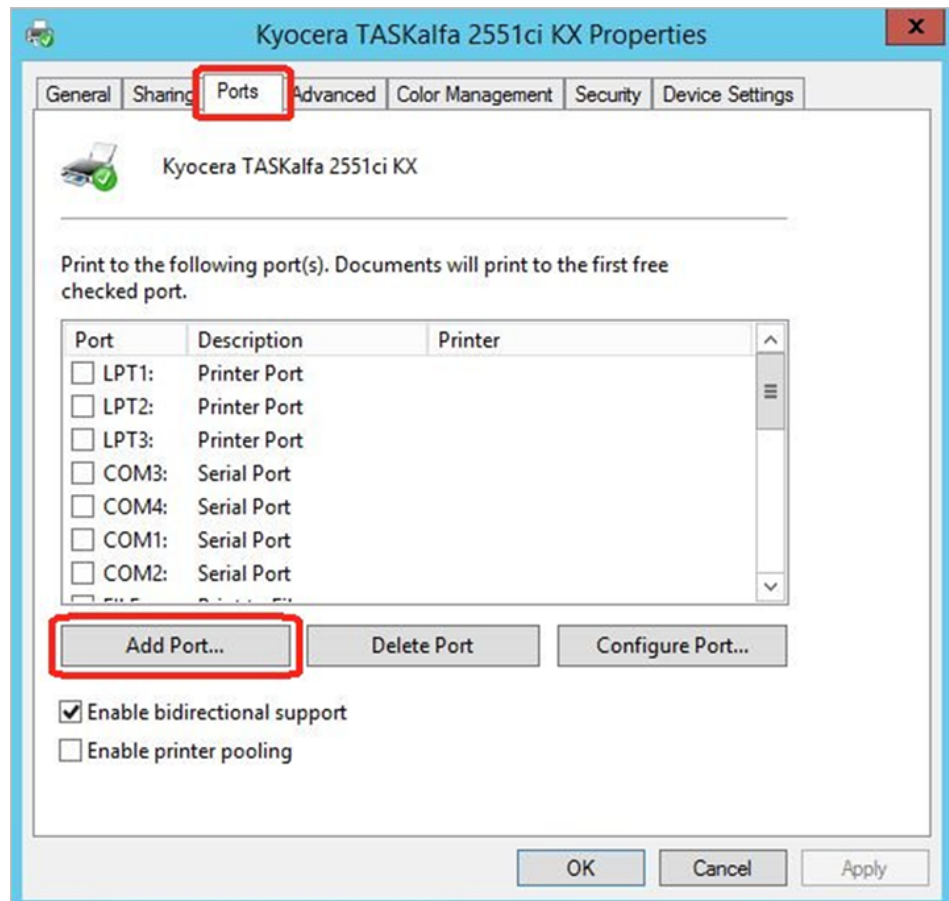 Kyocera TASKalfa 2551ci KX Properties
x
General Sharing Ports Advanced Color Management Security Device Settings
Kyocera TASKalfa 2551ci KX
Print to the following port(s). Documents will print to the first free
checked port.
Port Description Printer
LPT1: Printer Port
LPT2: Printer Port
LPT3: Printer Port
COM3: Serial Port
COM4: Serial Port
COM1: Serial Port
COM2: Serial Port
Add Port... Delete Port Configure Port...
Enable bidirectional support
Enable printer pooling
OK Cancel Apply